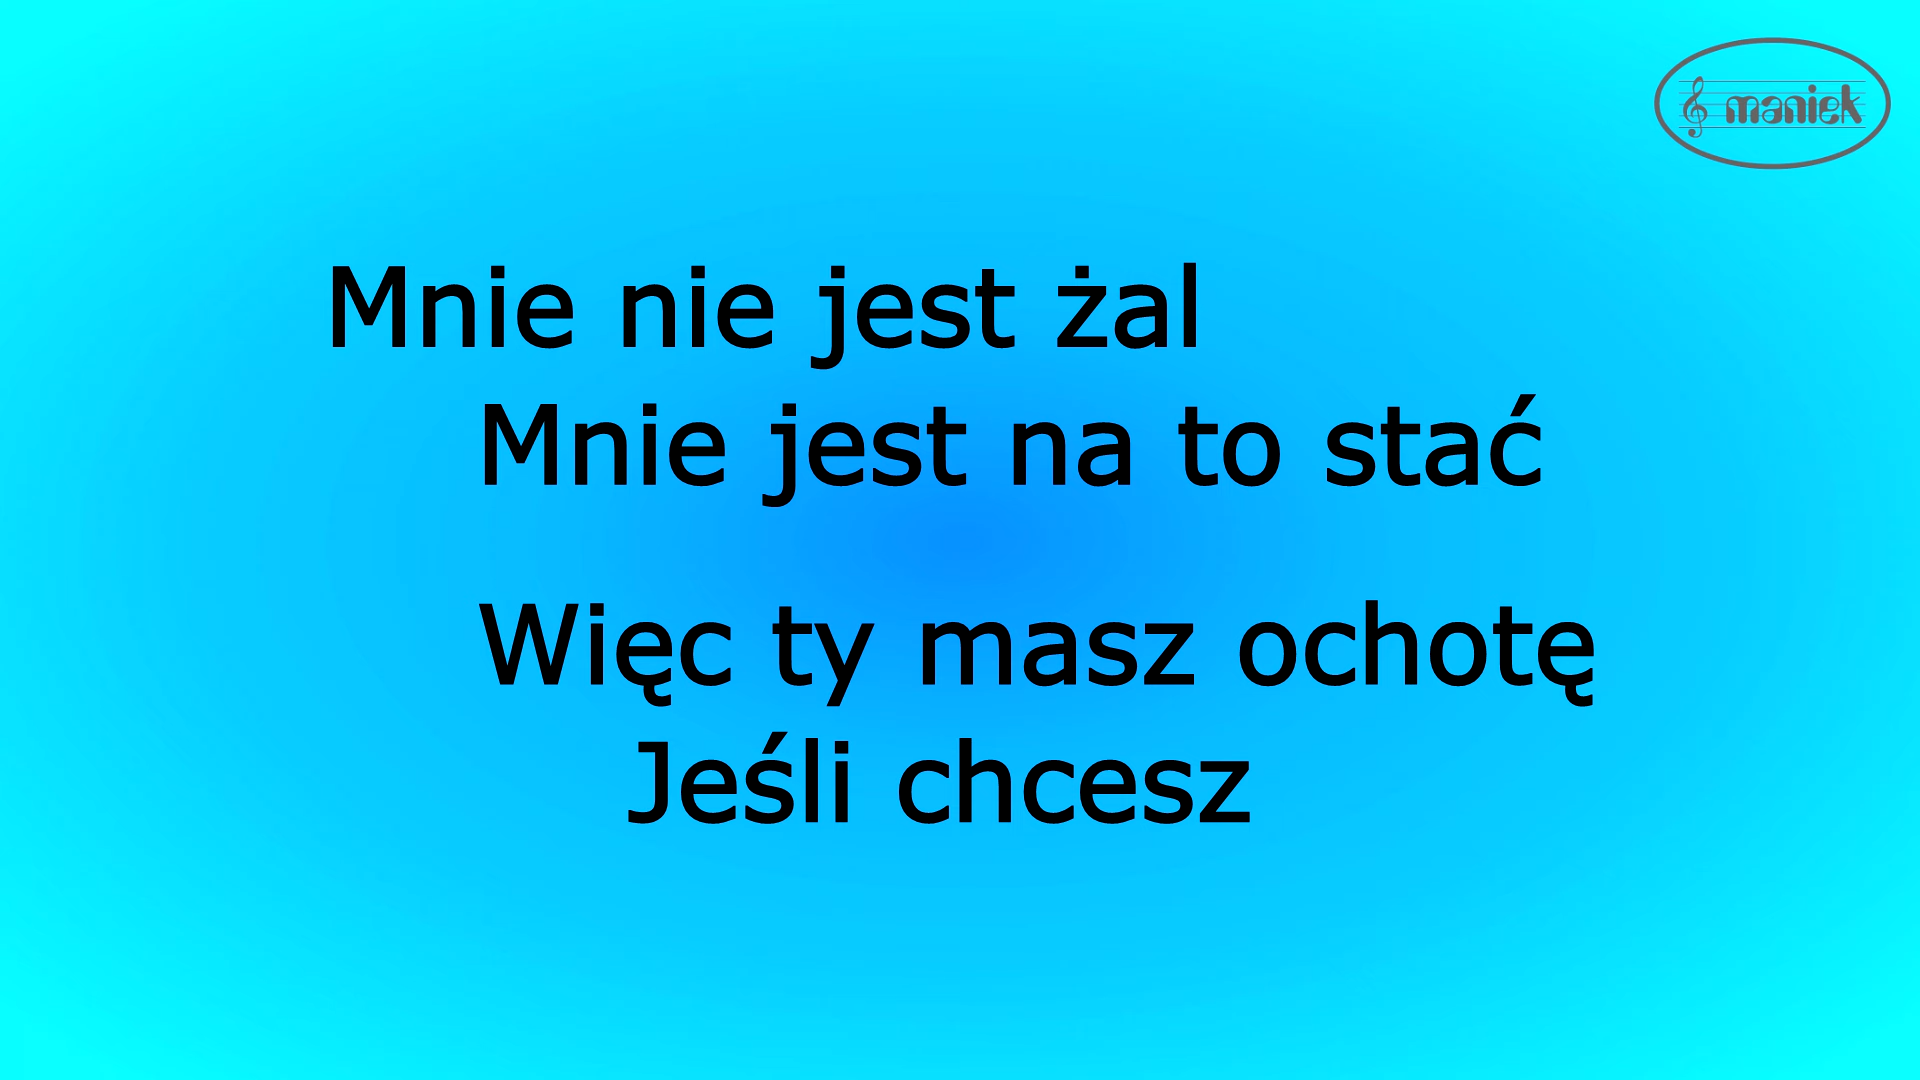 maniek
Mnie nie jest żal
Mnie jest na to stać
Więc ty masz ochotę
Jeśli chcesz